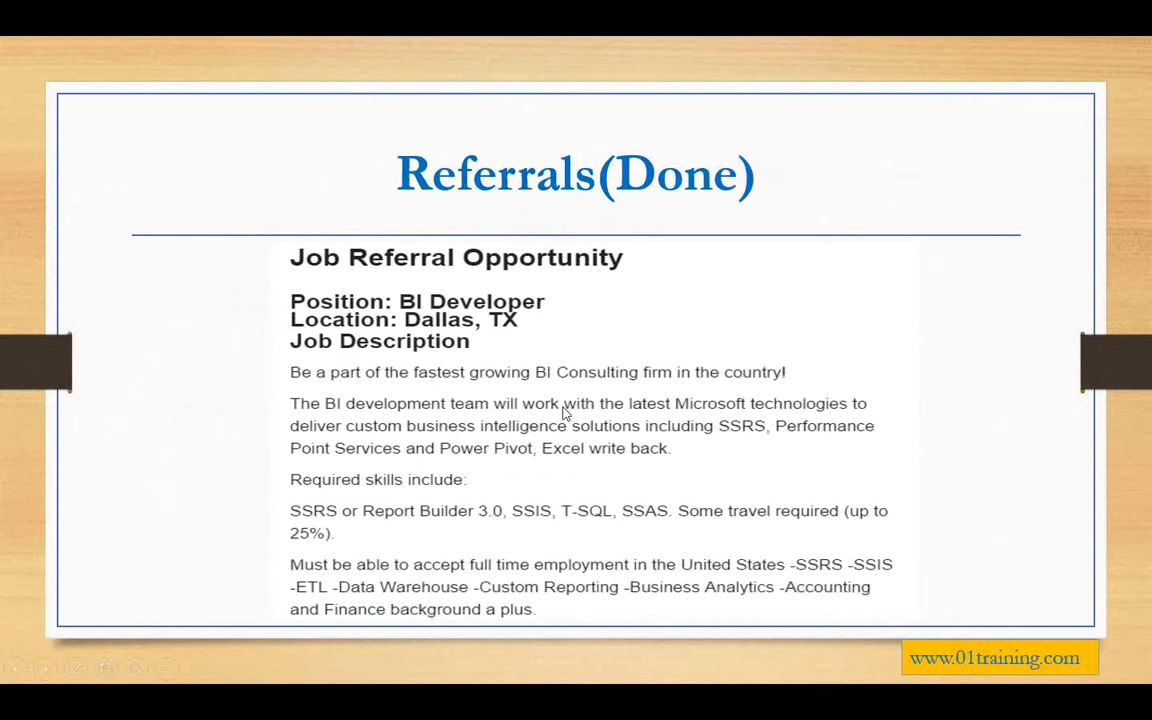 Referrals(Done)
Job Referral Opportunity
Position: BI Developer
Location: Dallas, TX
Job Description
Be a part of the fastest growing BI Consulting firm in the country!
The BI development team will work with the latest Microsoft technologies to
deliver custom business intelligence solutions including SSRS, Performance
Point Services and Power Pivot, Excel write back.
Required skills include:
SSRS or Report Builder 3.0, SSIS, T-SQL, SSAS. Some travel required (up to
25%).
Must be able to accept full time employment in the United States -SSRS -SSIS
-ETL -Data Warehouse -Custom Reporting -Business Analytics -Accounting
and Finance background a plus.
www.01training.com